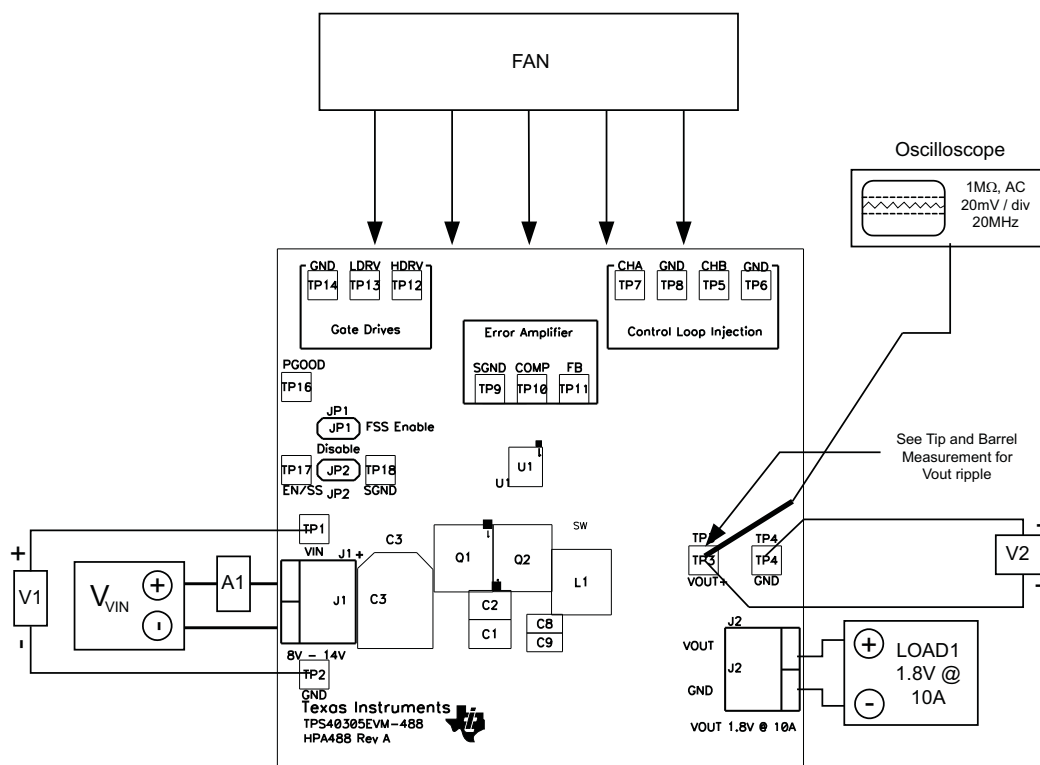 FAN
Oscilloscope
1MΩ, AC
20mV / div
20MHz
GND LDRV HDRV
TP14 TP13 TP12
Gate Drives
CHA GND CHB GND
TP7 TP8 TP5 TP6
Control Loop Injection
Error Amplifier
SGND COMP FB
TP9 TP10 TP11
PGOOD
TP16
JP1
JP1 FSS Enable
Disable
TP17 JP2 TP18
EN/SS JP2 SGND
U1
U1
1
See Tip and Barrel
Measurement for
Vout ripple
TP1
VIN
+
V1
-
VVIN
+
-
A1
J1 +
J1
8V - 14V
C3
C3
Q1
1
Q2
SW
L1
C2
C1
C8
C9
TP2
GND
TP TP4
TP3 TP4
VOUT+ GND
+
V2
-
J2
VOUT
J2
GND
VOUT 1.8V @ 10A
+
-
LOAD1
1.8V @
10A
Texas Instruments
TPS40305EVM-488
HPA488 Rev A